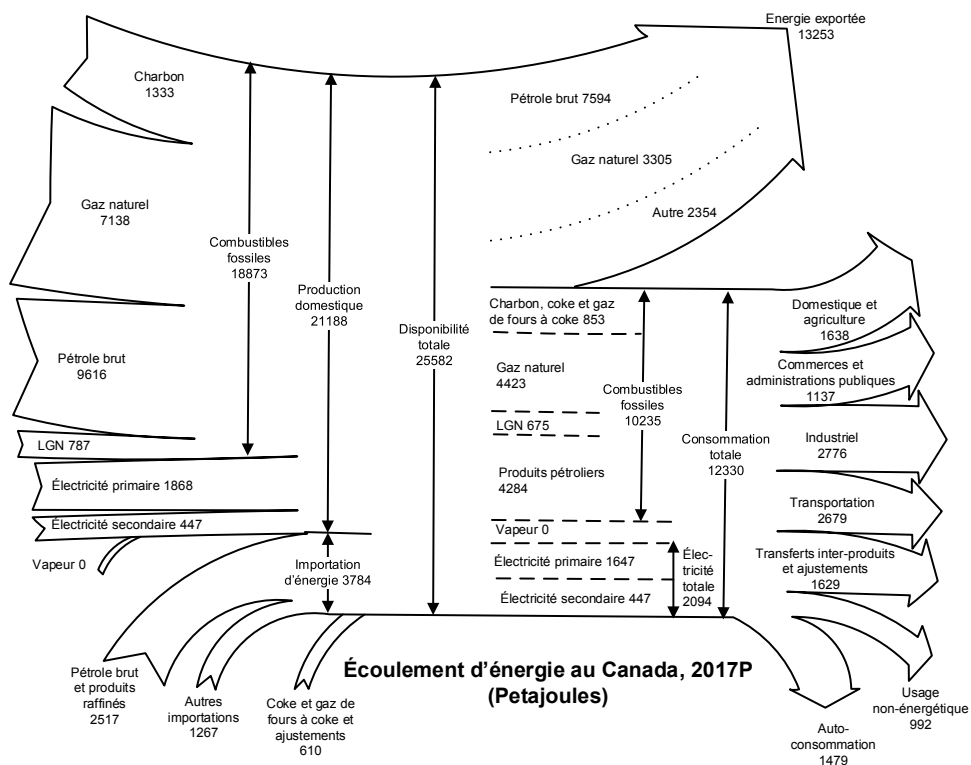 Energie exportée
13253
Charbon
1333
Pétrole brut 7594
Gaz naturel 3305
Autre 2354
Gaz naturel
7138
Combustibles
fossiles
18873
Production
domestique
21188
Disponibilité
totale
25582
Charbon, coke et gaz
de fours à coke 853
Domestique et
agriculture
1638
Pétrole brut
9616
Gaz naturel
4423
Combustibles
fossiles
10235
Commerces et
administrations publiques
1137
LGN 675
Consommation
totale
12330
LGN 787
Industriel
2776
Produits pétroliers
4284
Électricité primaire 1868
Transportation
2679
Électricité secondaire 447
Vapeur 0
Vapeur 0
Importation
d'énergie 3784
Électricité primaire 1647
Élec-
tricité
totale
2094
Transferts inter-produits
et ajustements
1629
Électricité secondaire 447
Pétrole brut
et produits
raffinés
2517
Autres
importations
1267
Coke et gaz de
fours à coke et
ajustements
610
Écoulement d'énergie au Canada, 2017P
(Petajoules)
Usage
non-énergétique
992
Auto-
consommation
1479